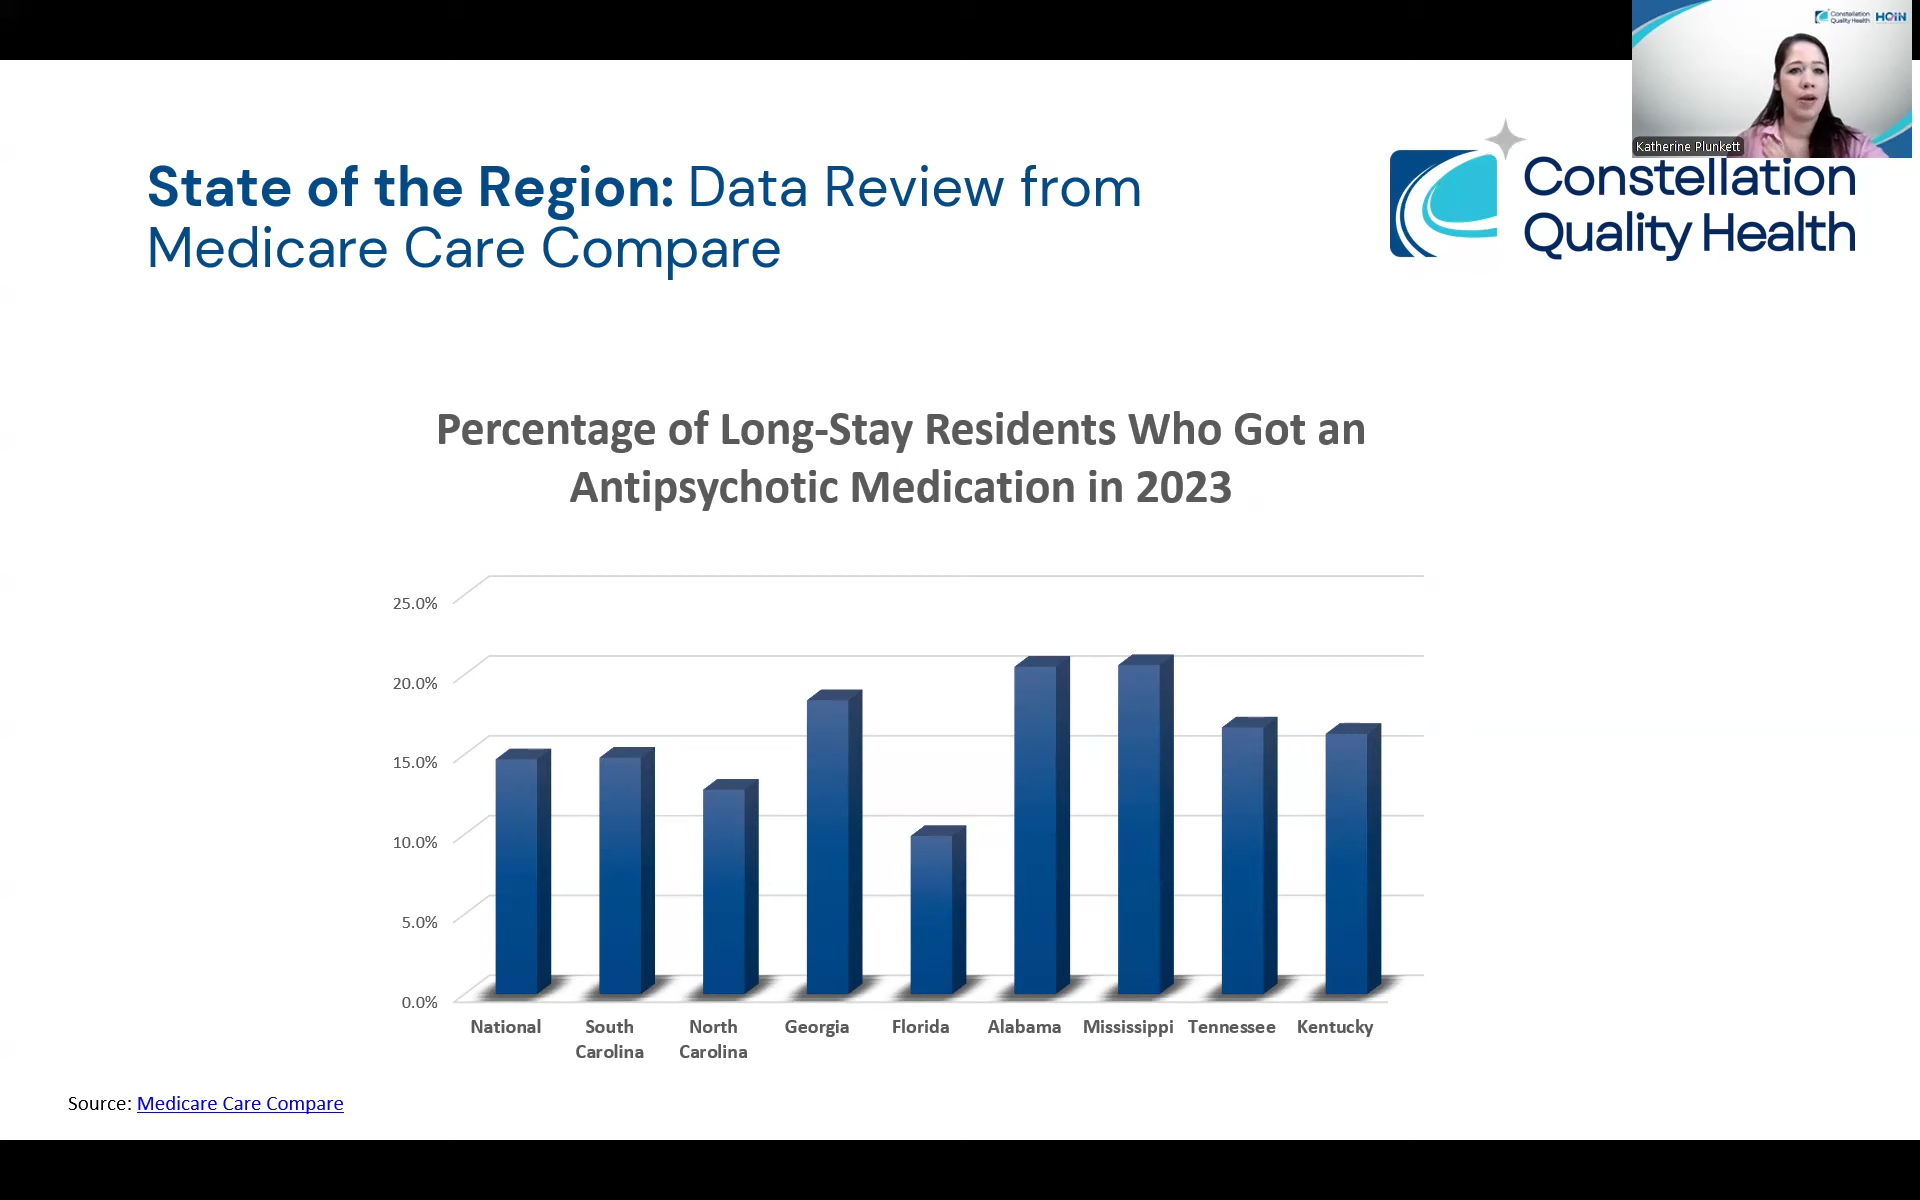 Constellation
Quality Health HQIN
Katherine Plunkett
State of the Region: Data Review from
Medicare Care Compare
Constellation
Quality Health
Percentage of Long-Stay Residents Who Got an
Antipsychotic Medication in 2023
25.0%
20.0%
15.0%
10.0%
5.0%
0.0%
National
South
Carolina
North
Carolina
Georgia
Florida
Alabama
Mississippi
Tennessee
Kentucky
Source: Medicare Care Compare